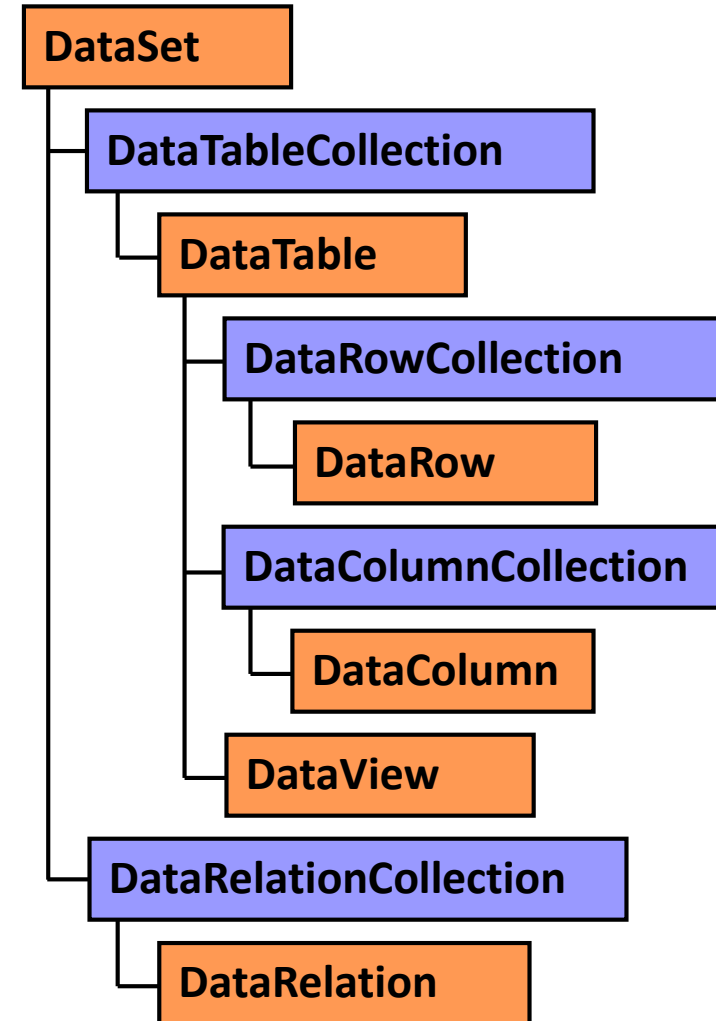 DataSet
DataTableCollection
DataTable
DataRowCollection
DataRow
DataColumnCollection
DataColumn
DataView
DataRelationCollection
DataRelation